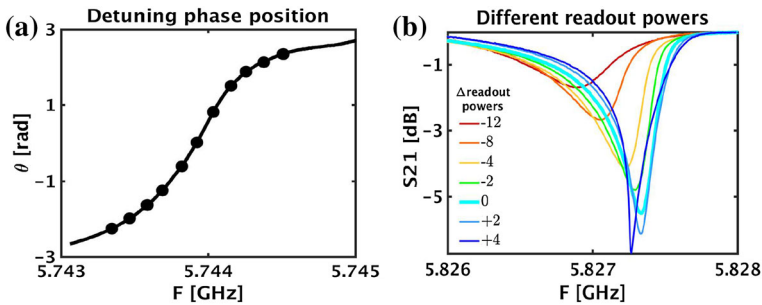 (a)
Detuning phase position
3
1
-1
-3
θ [rad]
5.743
5.744
5.745
F [GHz]
(b)
Different readout powers
-1
-3
-5
S21 [dB]
Δreadout
powers
-12
-8
-4
-2
0
+2
+4
5.826
5.827
5.828
F [GHz]